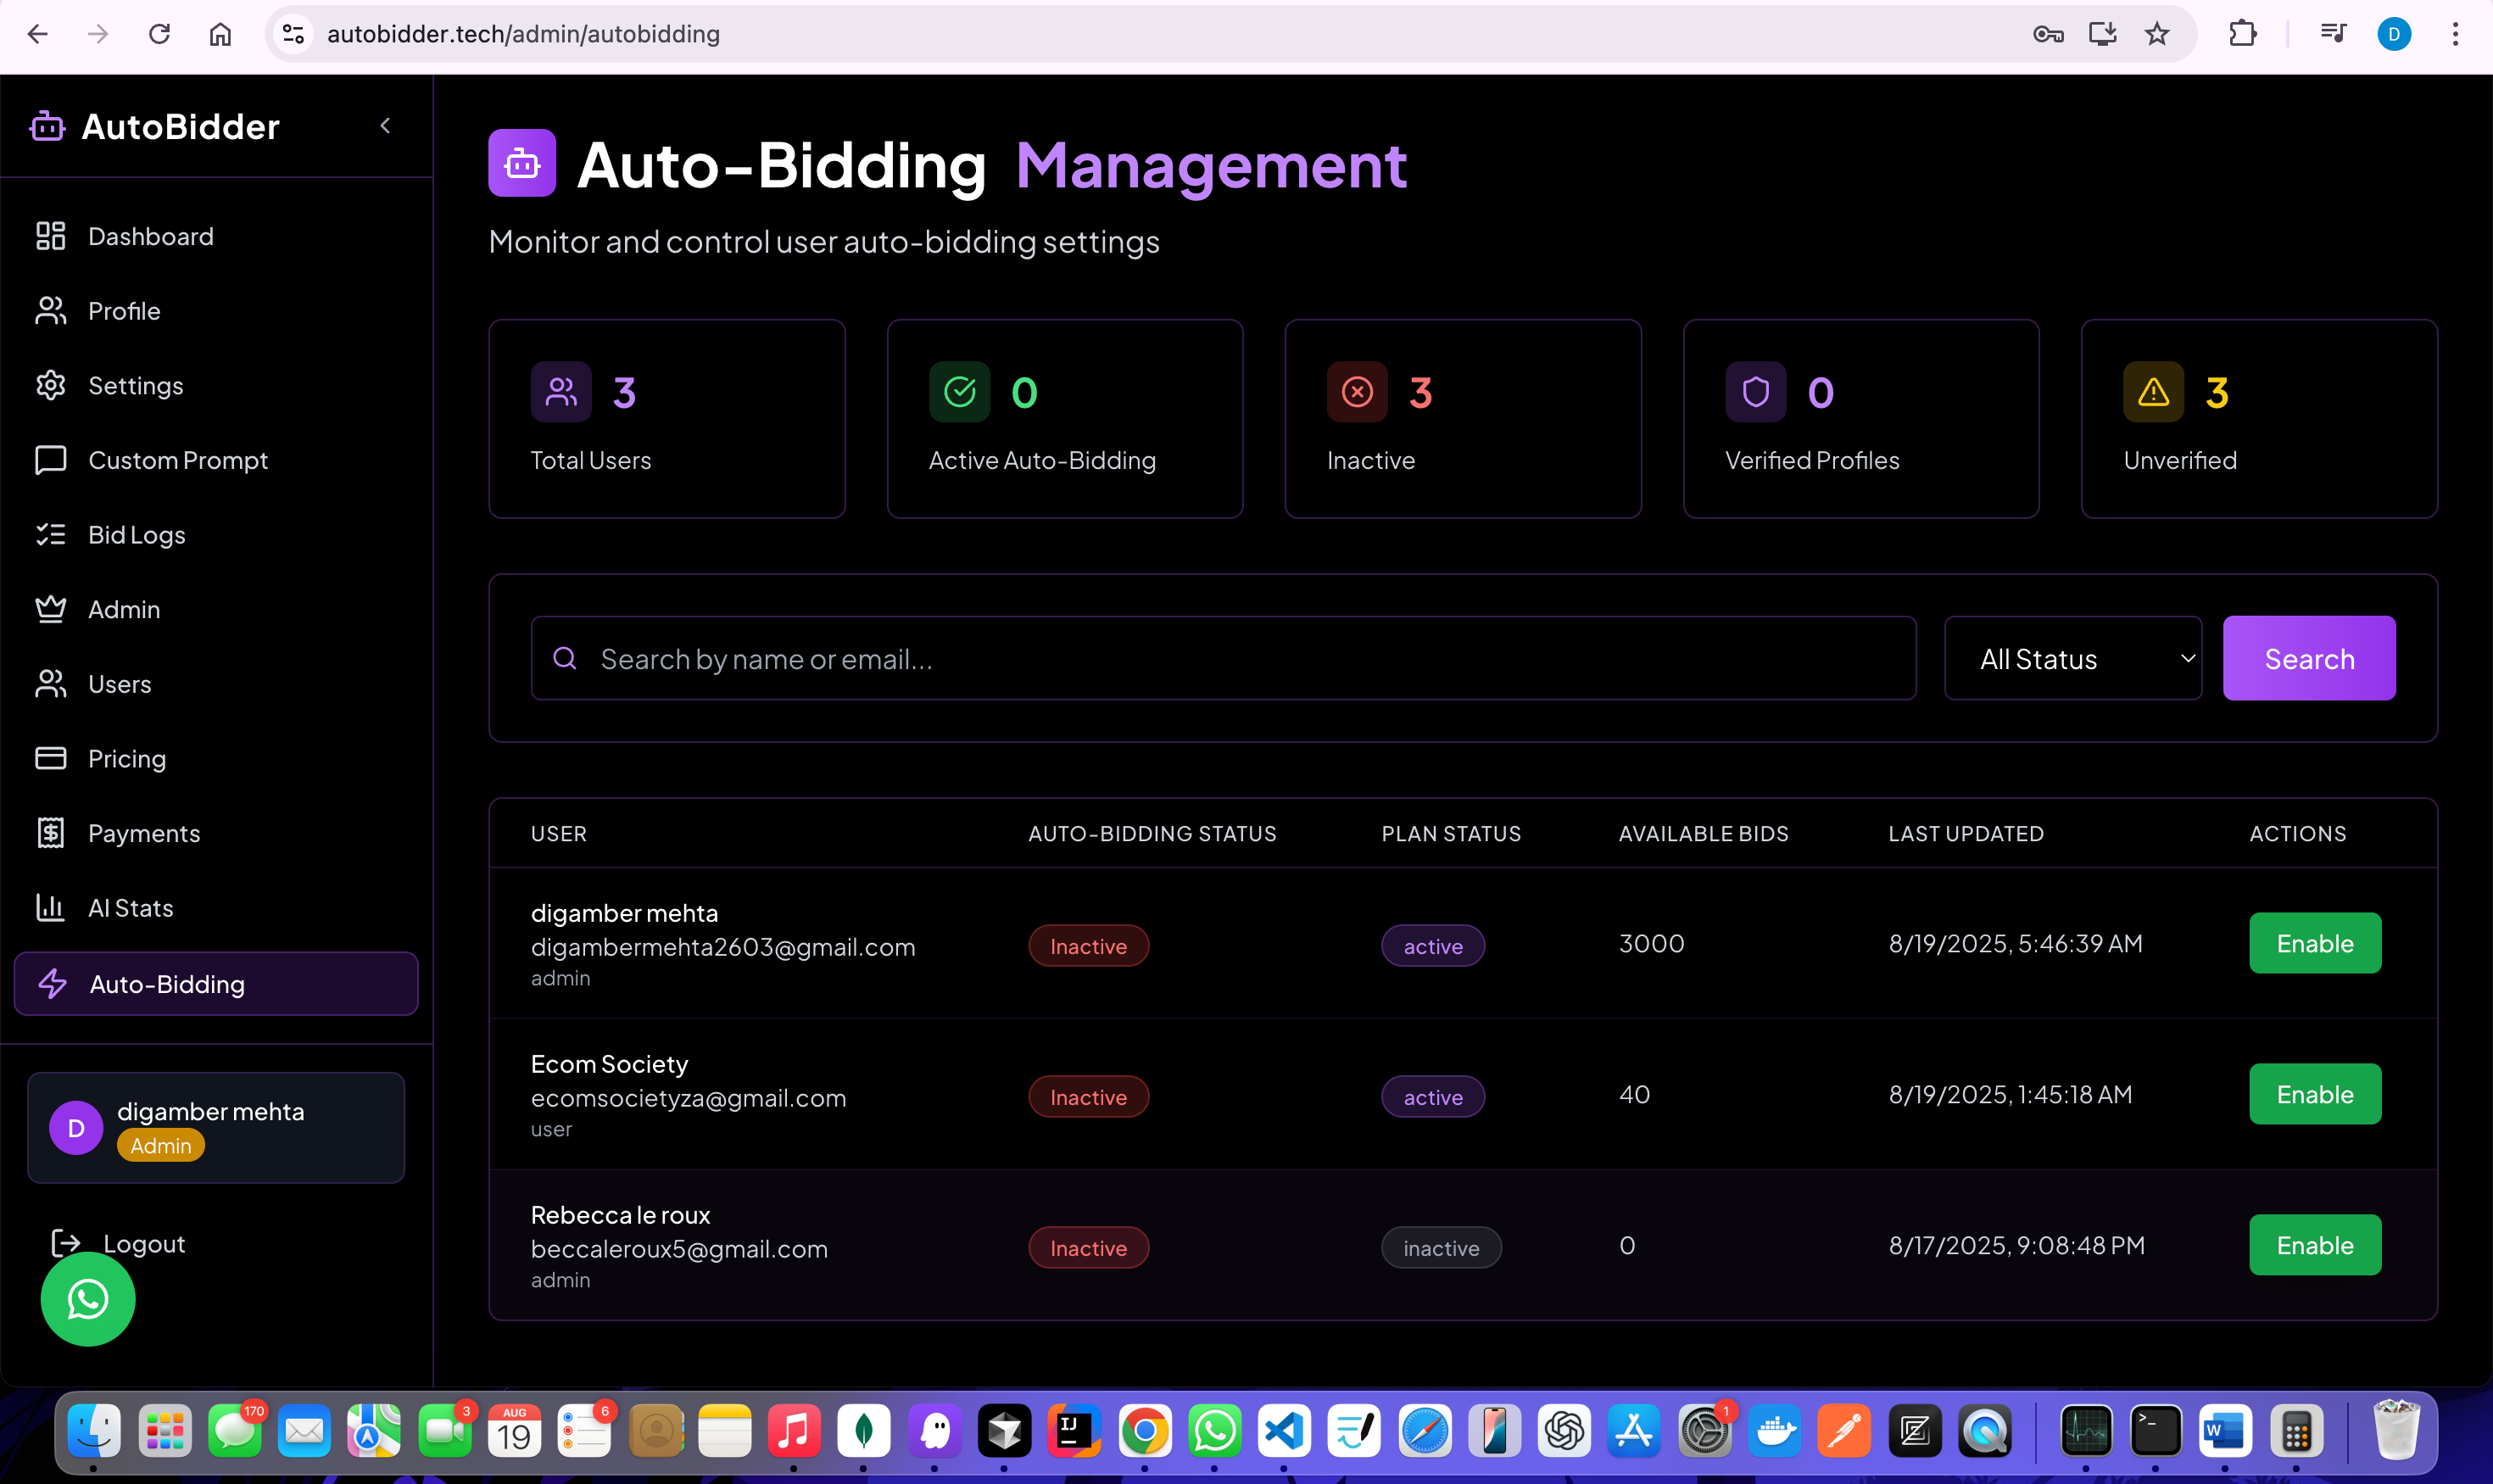 autobidder.tech/admin/autobidding
D
AutoBidder
Dashboard
Profile
Settings
Custom Prompt
Bid Logs
Admin
Users
Pricing
Payments
AI Stats
Auto-Bidding
D
digamber mehta
Admin
Logout
Auto-Bidding Management
Monitor and control user auto-bidding settings
3
Total Users
0
Active Auto-Bidding
3
Inactive
0
Verified Profiles
3
Unverified
Search by name or email...
All Status
Search
USER AUTO-BIDDING STATUS PLAN STATUS AVAILABLE BIDS LAST UPDATED ACTIONS
digamber mehta
digambermehta2603@gmail.com
admin
Inactive active 3000 8/19/2025, 5:46:39 AM Enable
Ecom Society
ecomsocietyza@gmail.com
user
Inactive active 40 8/19/2025, 1:45:18 AM Enable
Rebecca le roux
beccaleroux5@gmail.com
admin
Inactive inactive 0 8/17/2025, 9:08:48 PM Enable
170
3
AUG
19
6
IJ
1
>_
W